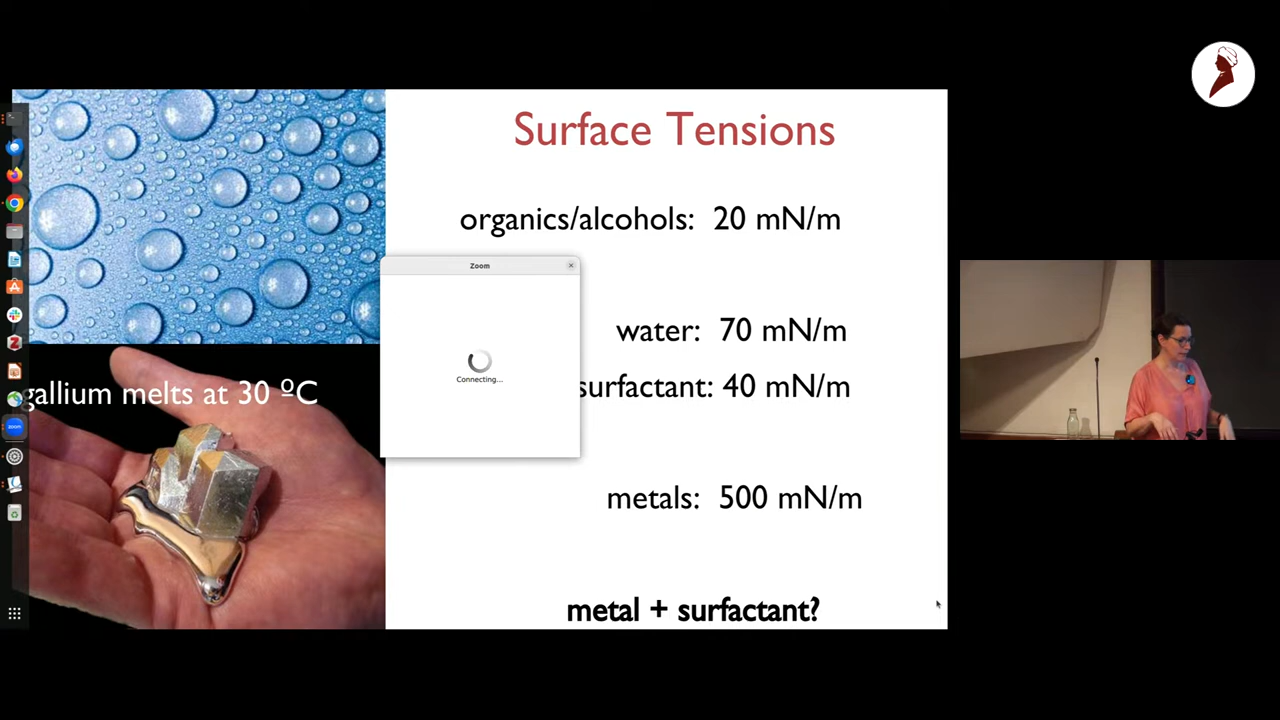 Surface Tensions
organics/alcohols: 20 mN/m
Zoom
water: 70 mN/m
Connecting...
surfactant: 40 mN/m
gallium melts at 30 ºC
zoom
metals: 500 mN/m
metal + surfactant?